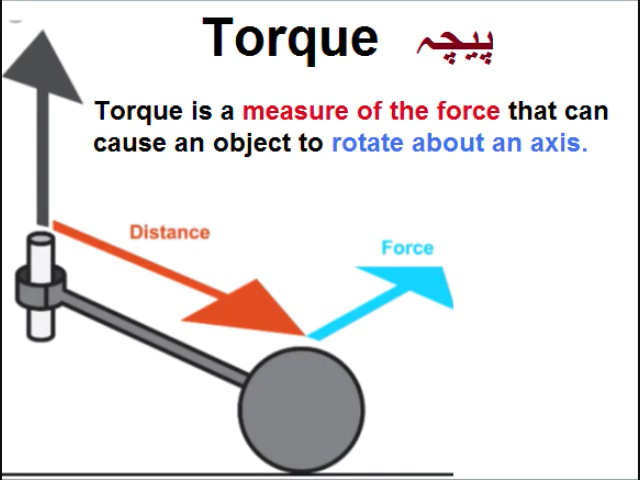 Torque پیچہ
Torque is a measure of the force that can
cause an object to rotate about an axis.
Distance
Force